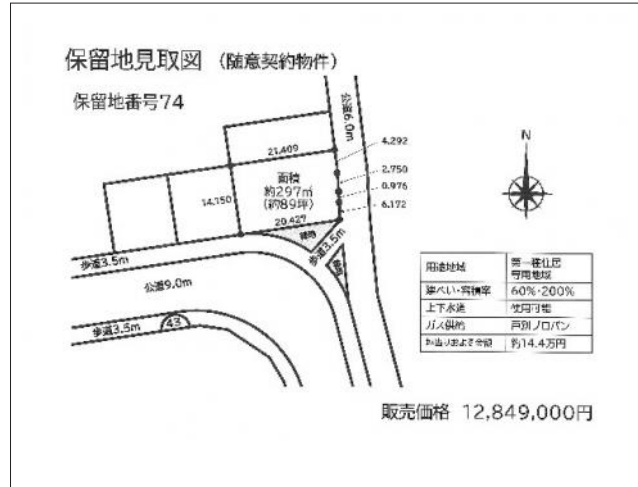 保留地見取図 (随意契約物件)
保留地番号74
公道6.0m
4.292
21.409
2.750
面積
約297㎡
(約89坪)
14.150
0.976
6.172
20.427
歩道3.5m
歩道3.5m
公道9.0m
歩道3.5m
43
N
用途地域 第一種住居専用地域
建ぺい・容積率 60%・200%
上下水道 使用可能
ガス供給 戸別プロパン
約14.4万円
販売価格 12,849,000円